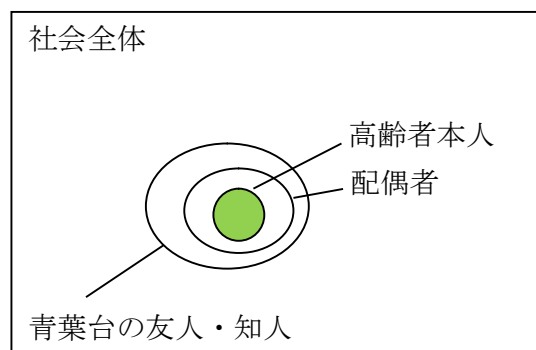 社会全体
高齢者本人
配偶者
青葉台の友人・知人